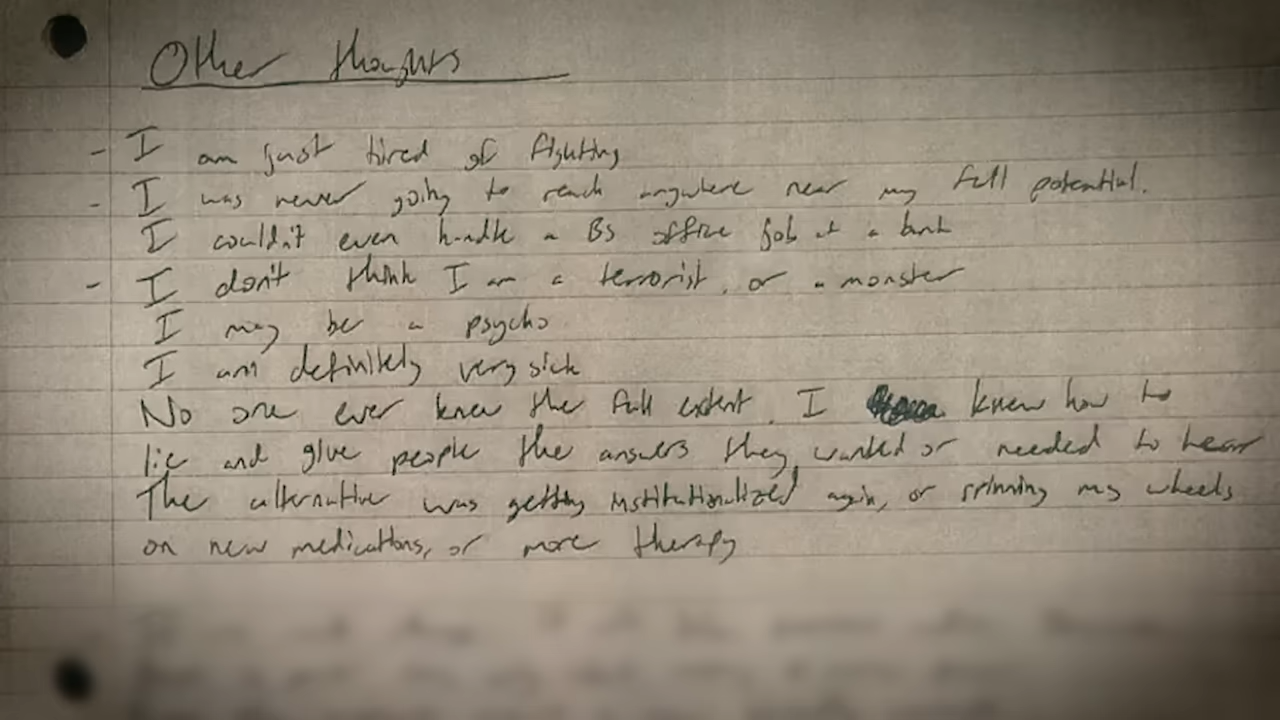 Other thoughts
- I am just tired of fighting
- I was never going to reach anywhere near my full potential.
I couldn't even handle a BS office job at a bank
- I don't think I am a terrorist, or a monster
I may be a psycho
I am definitely very sick
No one ever knew the full extent. I knew how to
lie and give people the answers they wanted or needed to hear
The alternative was getting institutionalized again, or spinning my wheels
on new medications, or more therapy